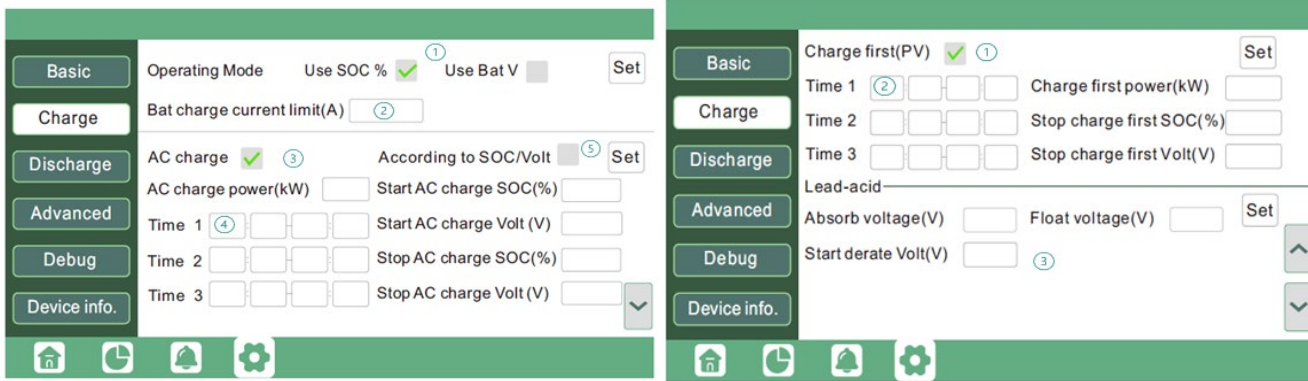 Basic
Charge
Discharge
Advanced
Debug
Device info.
Operating Mode Use SOC % ① Use Bat V Set
Bat charge current limit(A) ②
AC charge ③ According to SOC/Volt ⑤ Set
AC charge power(kW) Start AC charge SOC(%)
Time 1 ④ : - : Start AC charge Volt (V)
Time 2 : - : Stop AC charge SOC(%)
Time 3 : - : Stop AC charge Volt (V)
Basic
Charge
Discharge
Advanced
Debug
Device info.
Charge first(PV) ① Set
Time 1 ② : - : Charge first power(kW)
Time 2 : - : Stop charge first SOC(%)
Time 3 : - : Stop charge first Volt(V)
Lead-acid
Absorb voltage(V) Float voltage(V) Set
Start derate Volt(V) ③